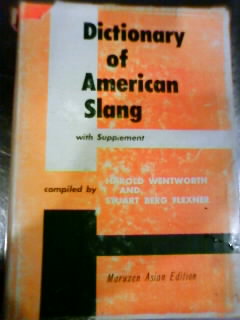 Dictionary
of
American
Slang
with Supplement
compiled by
HAROLD WENTWORTH
AND
STUART BERG FLEXNER
Maruzen Asian Edition